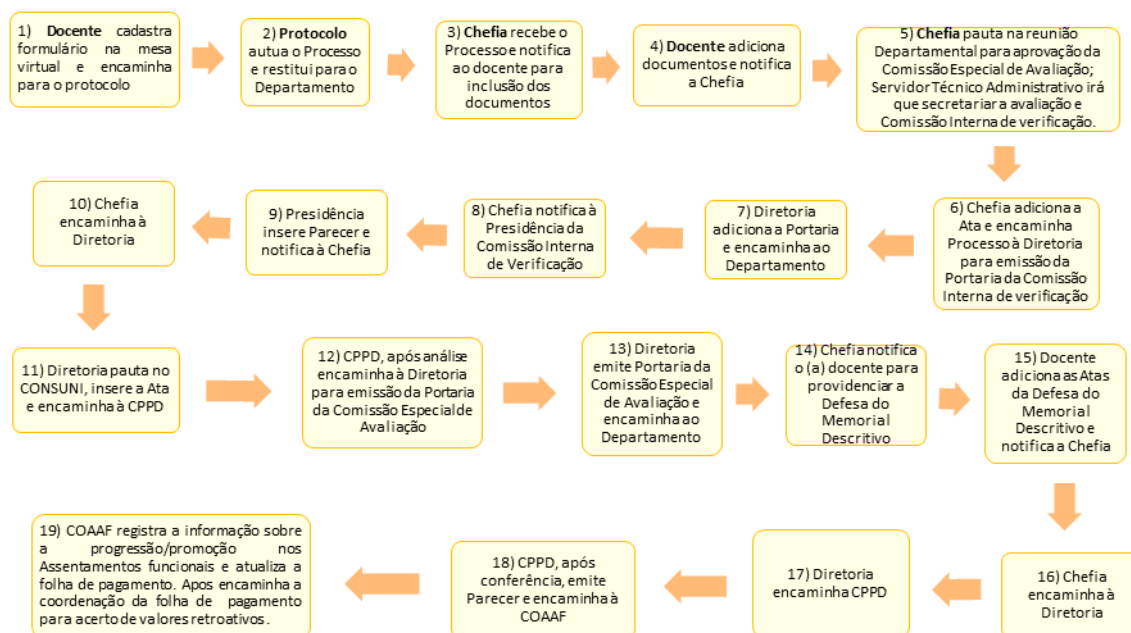 1) Docente cadastra
formulário na mesa
virtual e encaminha
para o protocolo
2) Protocolo
autua o Processo
e restitui para o
Departamento
3) Chefia recebe o
Processo e notifica
ao docente para
inclusão dos
documentos
4) Docente adiciona
documentos e notifica
a Chefia
5) Chefia pauta na reunião
Departamental para aprovação da
Comissão Especial de Avaliação;
Servidor Técnico Administrativo irá
que secretariar a avaliação e
Comissão Interna de verificação.
6) Chefia adiciona a
Ata e encaminha
Processo à Diretoria
para emissão da
Portaria da Comissão
Interna de verificação
7) Diretoria
adiciona a Portaria
e encaminha ao
Departamento
8) Chefia notifica à
Presidência da
Comissão Interna
de Verificação
9) Presidência
insere Parecer e
notifica à Chefia
10) Chefia
encaminha à
Diretoria
11) Diretoria pauta no
CONSUNI, insere a Ata
e encaminha à CPPD
12) CPPD, após análise
encaminha à Diretoria
para emissão da Portaria
da Comissão Especial de
Avaliação
13) Diretoria
emite Portaria da
Comissão Especial
de Avaliação e
encaminha ao
Departamento
14) Chefia notifica
o (a) docente para
providenciar a
Defesa do
Memorial
Descritivo
15) Docente
adiciona as Atas
da Defesa do
Memorial
Descritivo e
notifica a Chefia
16) Chefia
encaminha à
Diretoria
17) Diretoria
encaminha CPPD
18) CPPD, após
conferência, emite
Parecer e encaminha à
COAAF
19) COAAF registra a informação sobre
a progressão/promoção nos
Assentamentos funcionais e atualiza a
folha de pagamento. Apos encaminha a
coordenação da folha de pagamento
para acerto de valores retroativos.